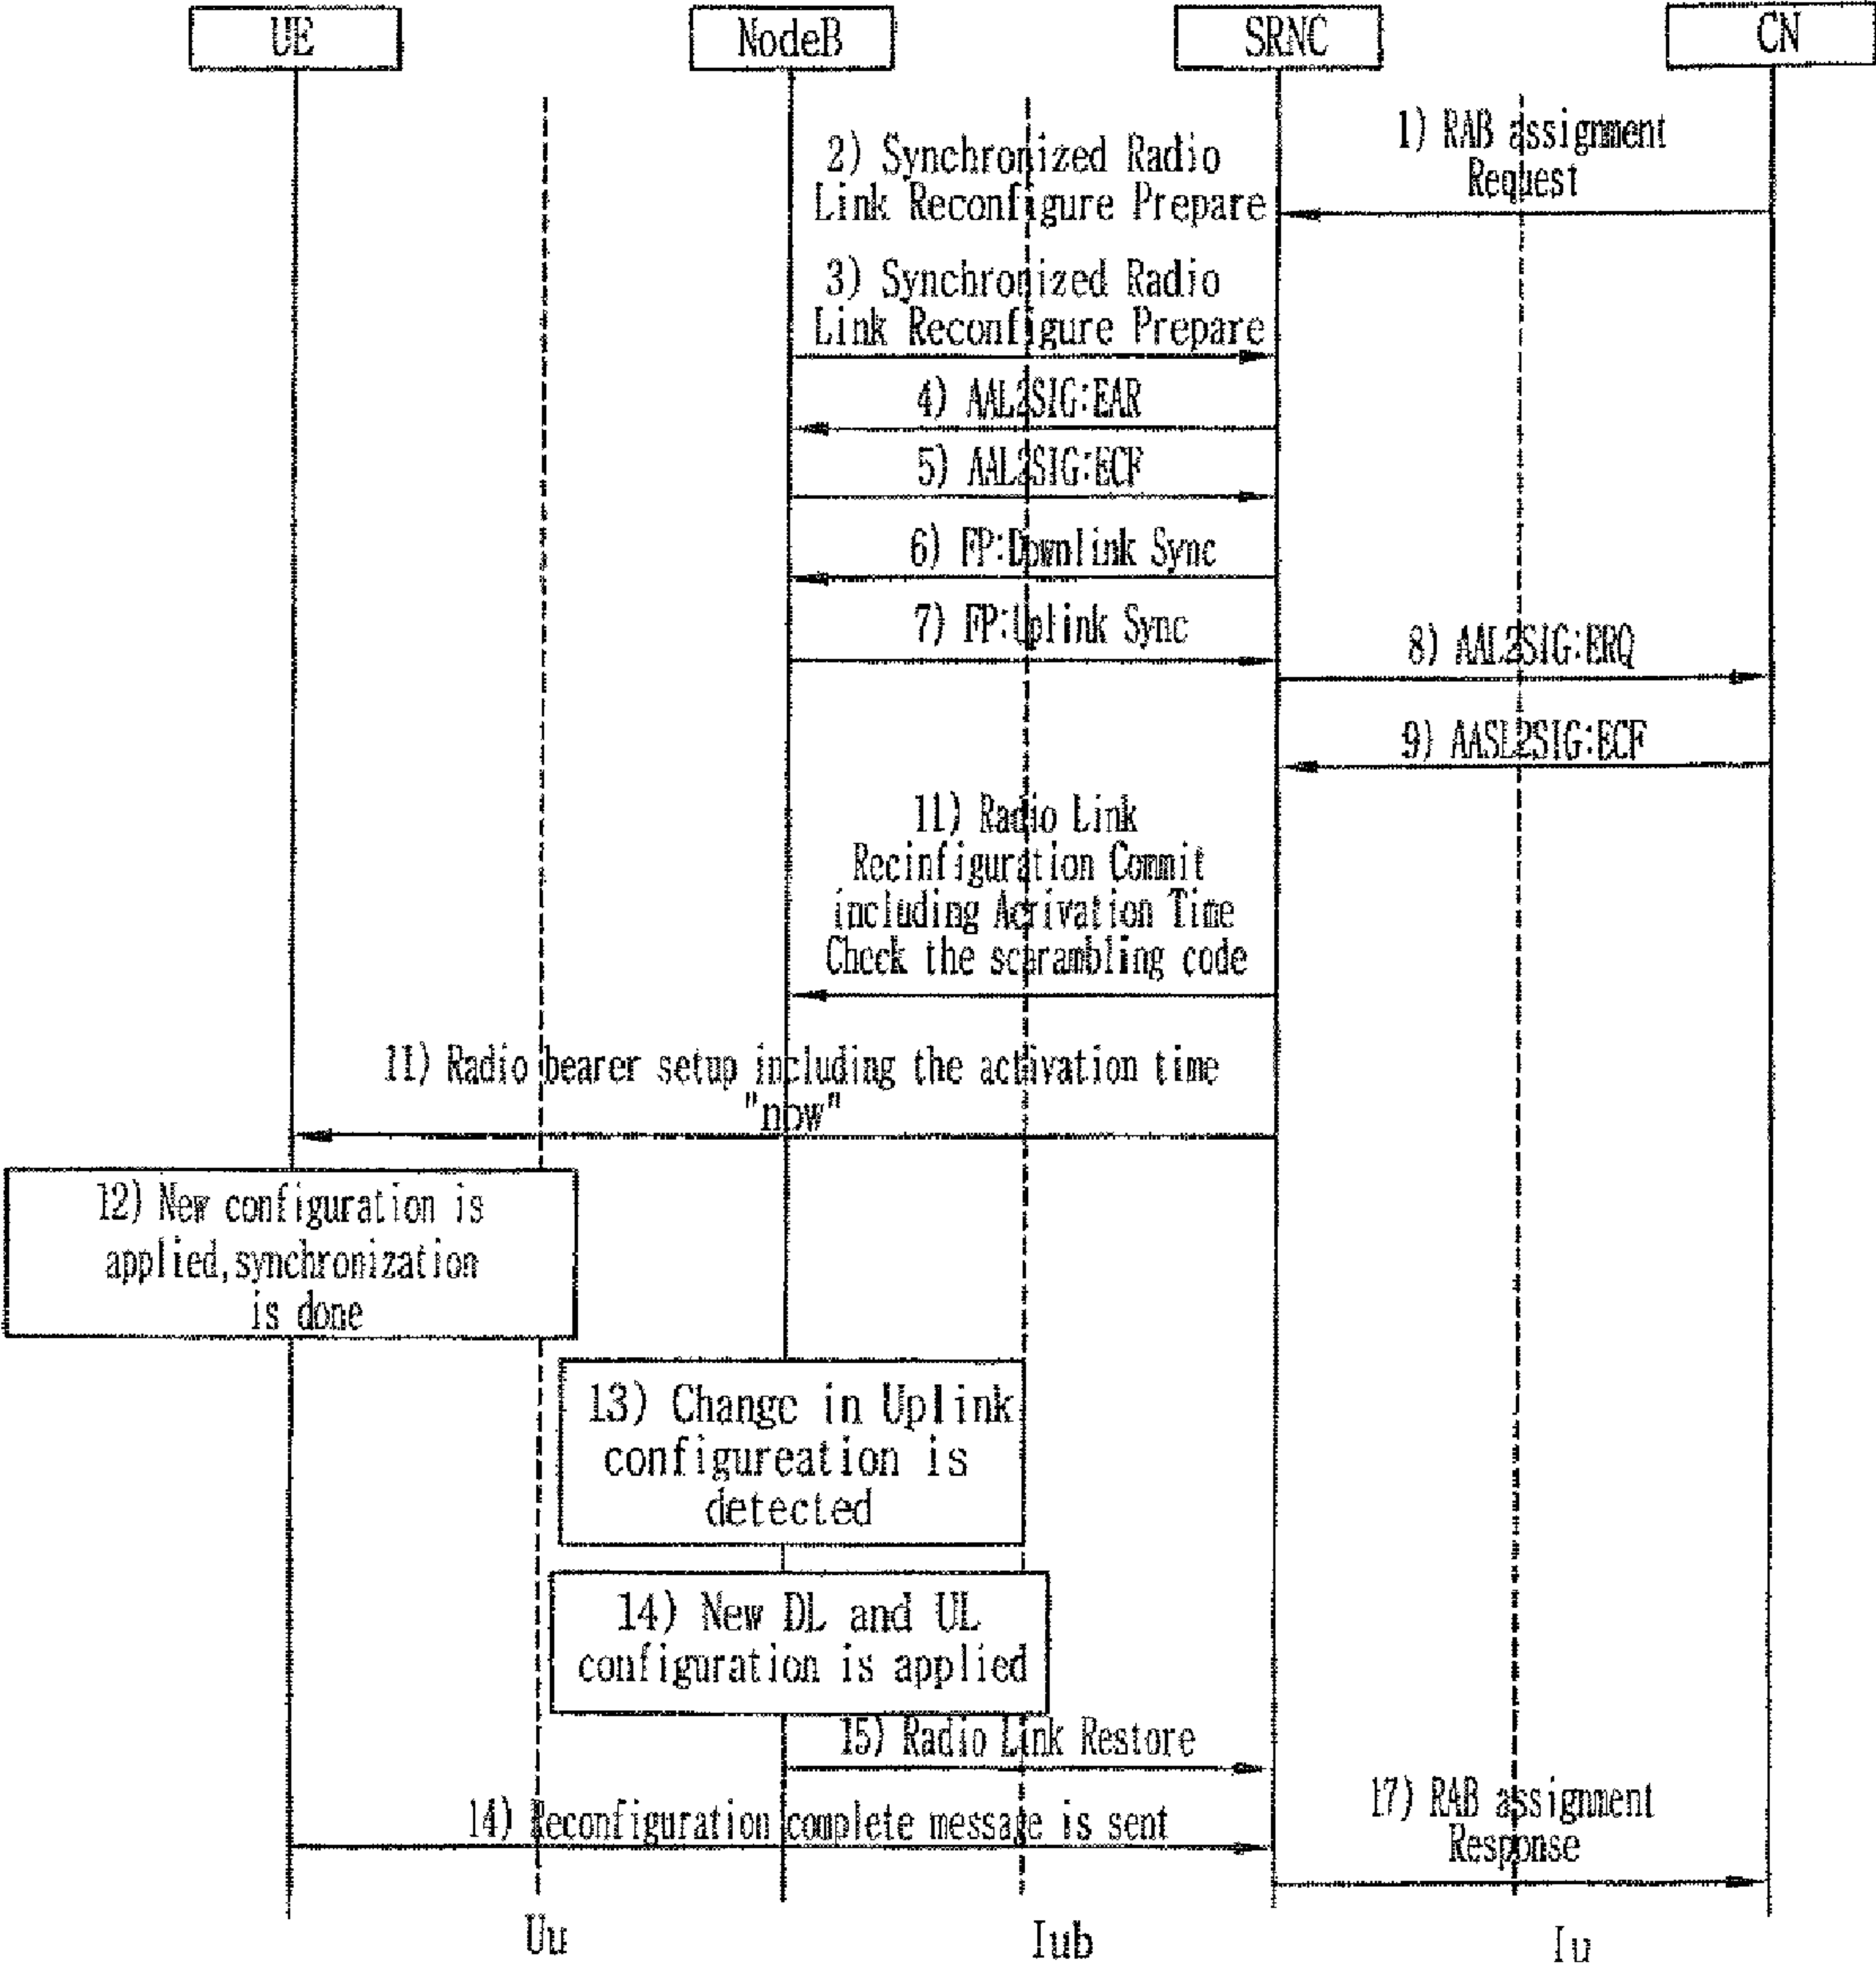 UE
NodeB
SRNC
CN
1) RAB assignment
Request
2) Synchronized Radio
Link Reconfigure Prepare
3) Synchronized Radio
Link Reconfigure Prepare
4) AAL2SIG:EAR
5) AAL2SIG:ECF
6) FP:Downlink Sync
7) FP:Uplink Sync
8) AAL2SIG:ERQ
9) AASL2SIG:ECF
11) Radio Link
Recinfiguration Commit
including Acrivation Time
Check the scarambling code
11) Radio bearer setup including the activation time
"now"
12) New configuration is
applied,synchronization
is done
13) Change in Uplink
configureation is
detected
14) New DL and UL
configuration is applied
15) Radio Link Restore
14) Reconfiguration complete message is sent
17) RAB assignment
Response
Uu
Iub
Iu